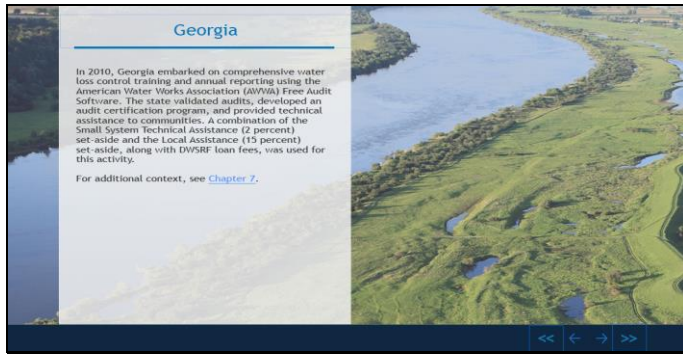 Georgia
In 2010, Georgia embarked on comprehensive water
loss control training and annual reporting using the
American Water Works Association (AWWA) Free Audit
Software. The state validated audits, developed an
audit certification program, and provided technical
assistance to communities. A combination of the
Small System Technical Assistance (2 percent)
set-aside and the Local Assistance (15 percent)
set-aside, along with DWSRF loan fees, was used for
this activity.
For additional context, see Chapter 7.
<< ← → >>